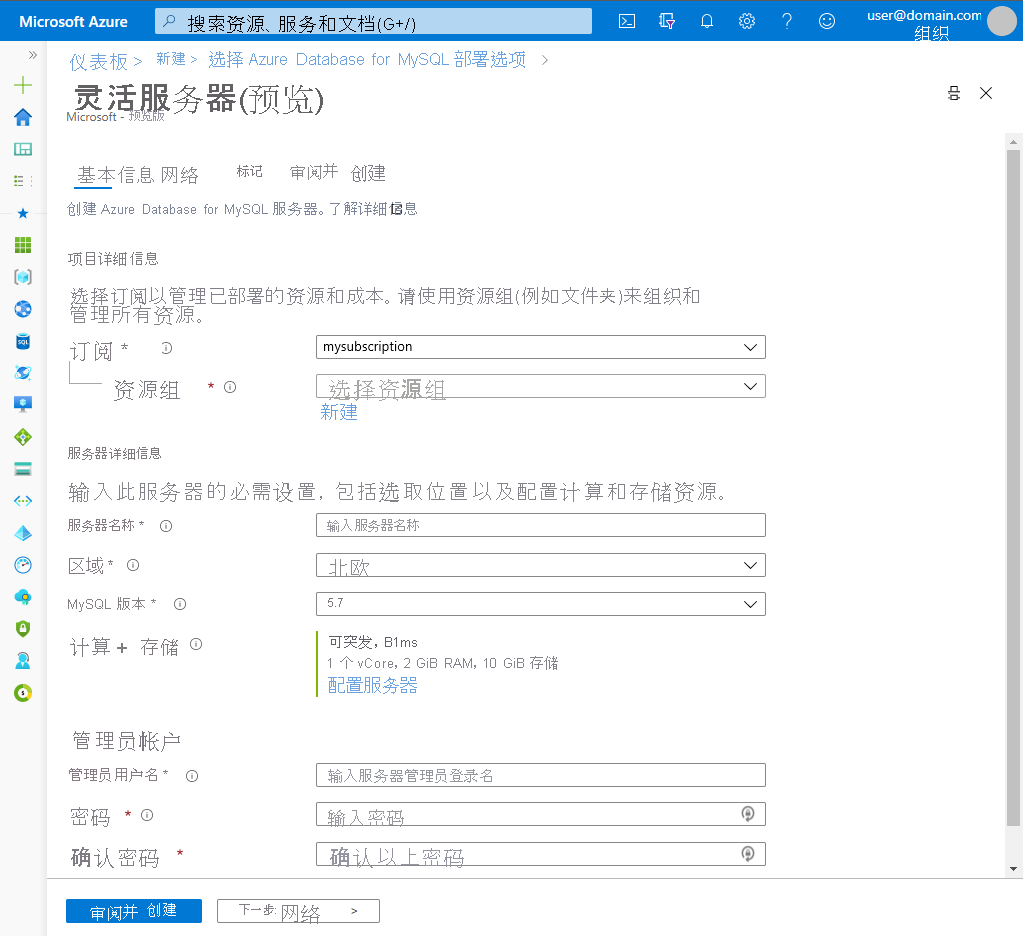 Microsoft Azure
搜索资源、服务和文档(G+/)
user@domain.com
组织
仪表板 > 新建 > 选择 Azure Database for MySQL 部署选项 >
灵活服务器(预览)
Microsoft - 预览版
基本信息 网络 标记 审阅并 创建
创建 Azure Database for MySQL 服务器。了解详细信息
项目详细信息
选择订阅以管理已部署的资源和成本。请使用资源组(例如文件夹)来组织和
管理所有资源。
订阅 * mysubscription
资源组 * 选择资源组
新建
服务器详细信息
输入此服务器的必需设置, 包括选取位置以及配置计算和存储资源。
服务器名称 * 输入服务器名称
区域 * 北欧
MySQL 版本 * 5.7
计算 + 存储 可突发, B1ms
1 个 vCore, 2 GiB RAM, 10 GiB 存储
配置服务器
管理员帐户
管理员用户名 * 输入服务器管理员登录名
密码 * 输入密码
确认密码 * 确认以上密码
审阅并 创建 下一步: 网络 >